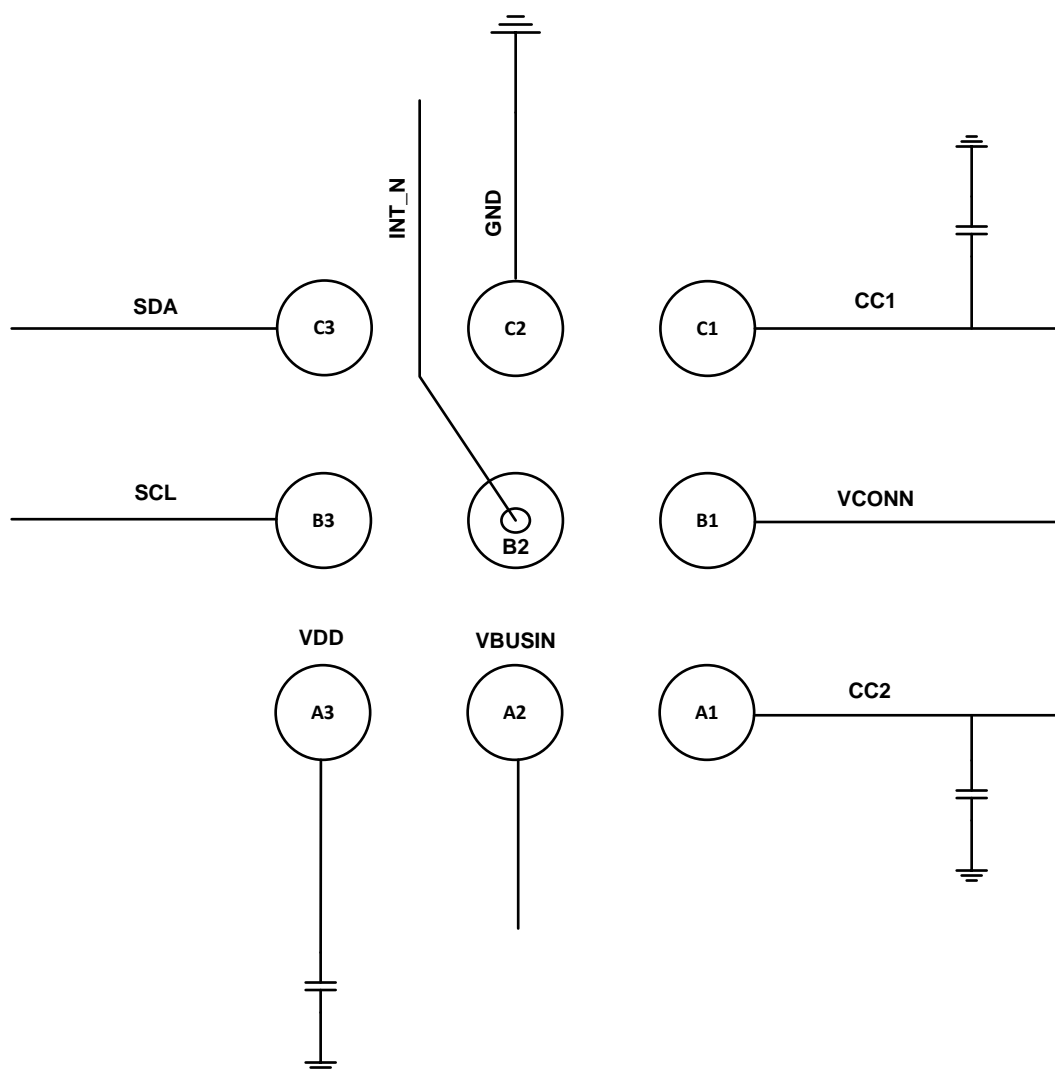 INT_N
GND
SDA
CC1
C3
C2
C1
SCL
VCONN
B3
B2
B1
VDD
VBUSIN
CC2
A3
A2
A1